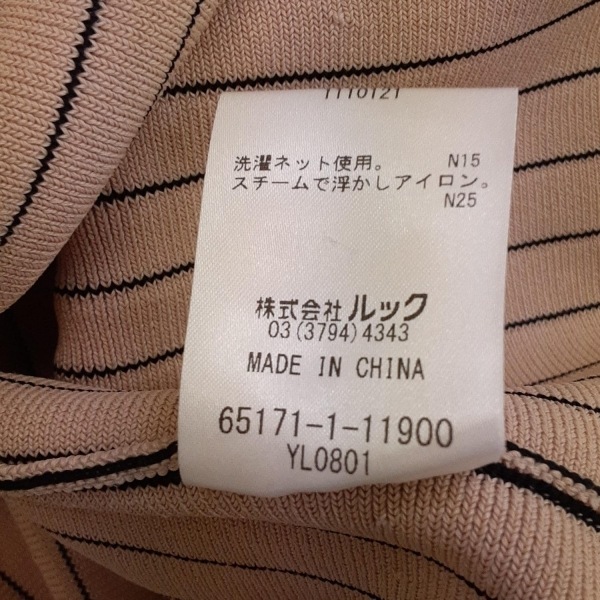 1110121
洗濯ネット使用。 N15
スチームで浮かしアイロン。
N25
株式会社ルック
03(3794)4343
MADE IN CHINA
65171-1-11900
YL0801